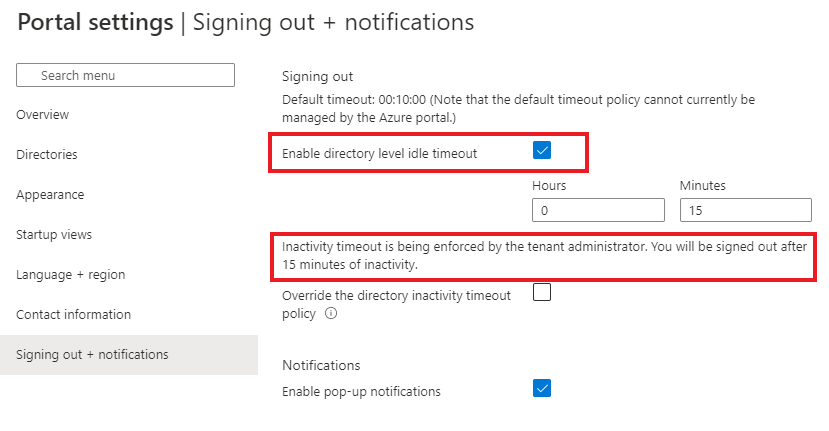 Portal settings | Signing out + notifications
Search menu
Overview
Directories
Appearance
Startup views
Language + region
Contact information
Signing out + notifications
Signing out
Default timeout: 00:10:00 (Note that the default timeout policy cannot currently be
managed by the Azure portal.)
Enable directory level idle timeout
Hours Minutes
0 15
Inactivity timeout is being enforced by the tenant administrator. You will be signed out after
15 minutes of inactivity.
Override the directory inactivity timeout
policy
Notifications
Enable pop-up notifications